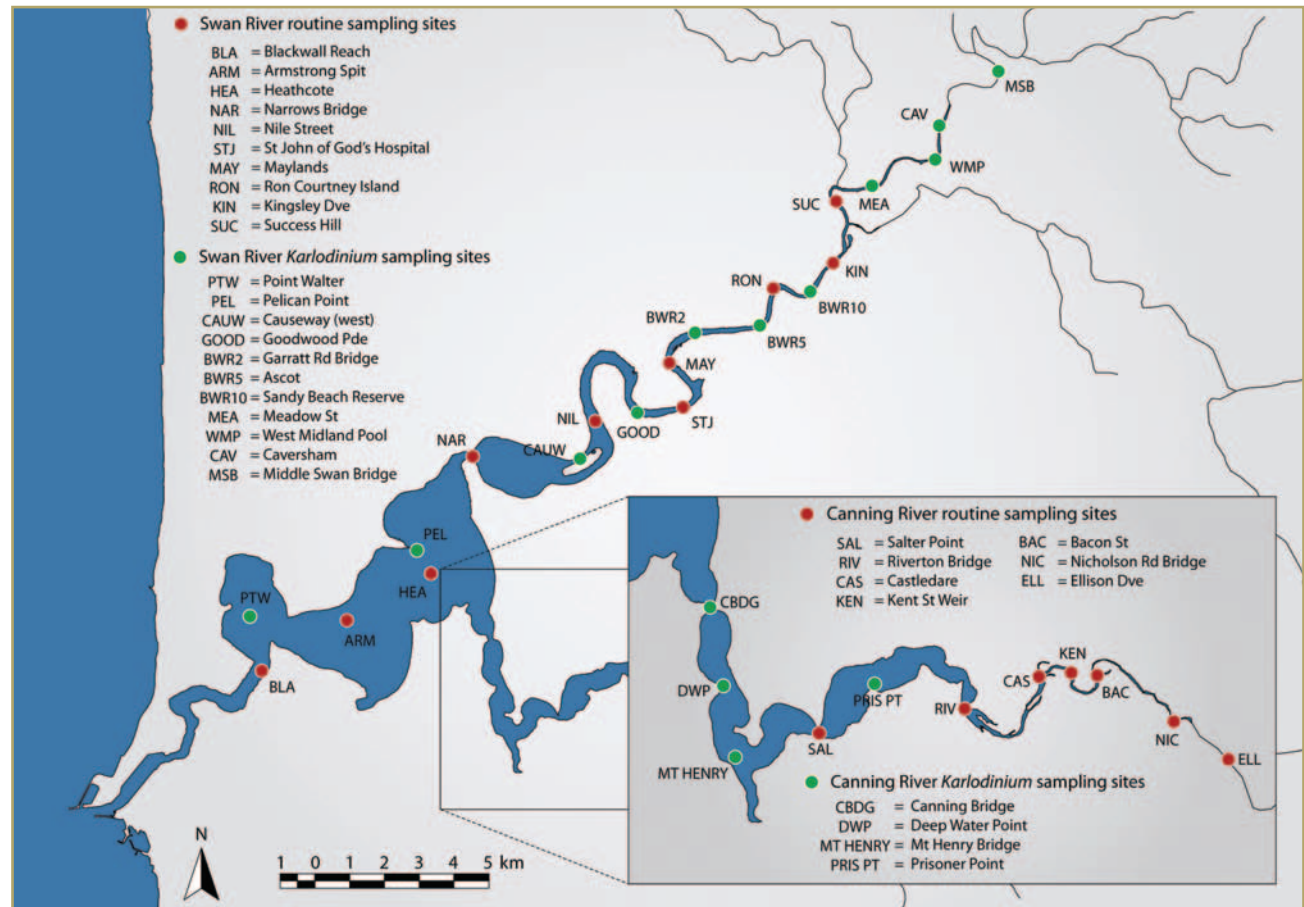 Swan River routine sampling sites
BLA = Blackwall Reach
ARM = Armstrong Spit
HEA = Heathcote
NAR = Narrows Bridge
NIL = Nile Street
STJ = St John of God's Hospital
MAY = Maylands
RON = Ron Courtney Island
KIN = Kingsley Dve
SUC = Success Hill
Swan River Karlodinium sampling sites
PTW = Point Walter
PEL = Pelican Point
CAUW = Causeway (west)
GOOD = Goodwood Pde
BWR2 = Garratt Rd Bridge
BWR5 = Ascot
BWR10 = Sandy Beach Reserve
MEA = Meadow St
WMP = West Midland Pool
CAV = Caversham
MSB = Middle Swan Bridge
MSB
CAV
WMP
MEA
SUC
KIN
RON
BWR10
BWR2
BWR5
MAY
STJ
NIL
GOOD
NAR
CAUW
PEL
HEA
PTW
ARM
BLA
Canning River routine sampling sites
SAL = Salter Point
RIV = Riverton Bridge
CAS = Castledare
KEN = Kent St Weir
BAC = Bacon St
NIC = Nicholson Rd Bridge
ELL = Ellison Dve
CBDG
DWP
PRIS PT
CAS
KEN
BAC
RIV
SAL
NIC
MT HENRY
ELL
Canning River Karlodinium sampling sites
CBDG = Canning Bridge
DWP = Deep Water Point
MT HENRY = Mt Henry Bridge
PRIS PT = Prisoner Point
N
1 0 1 2 3 4 5 km